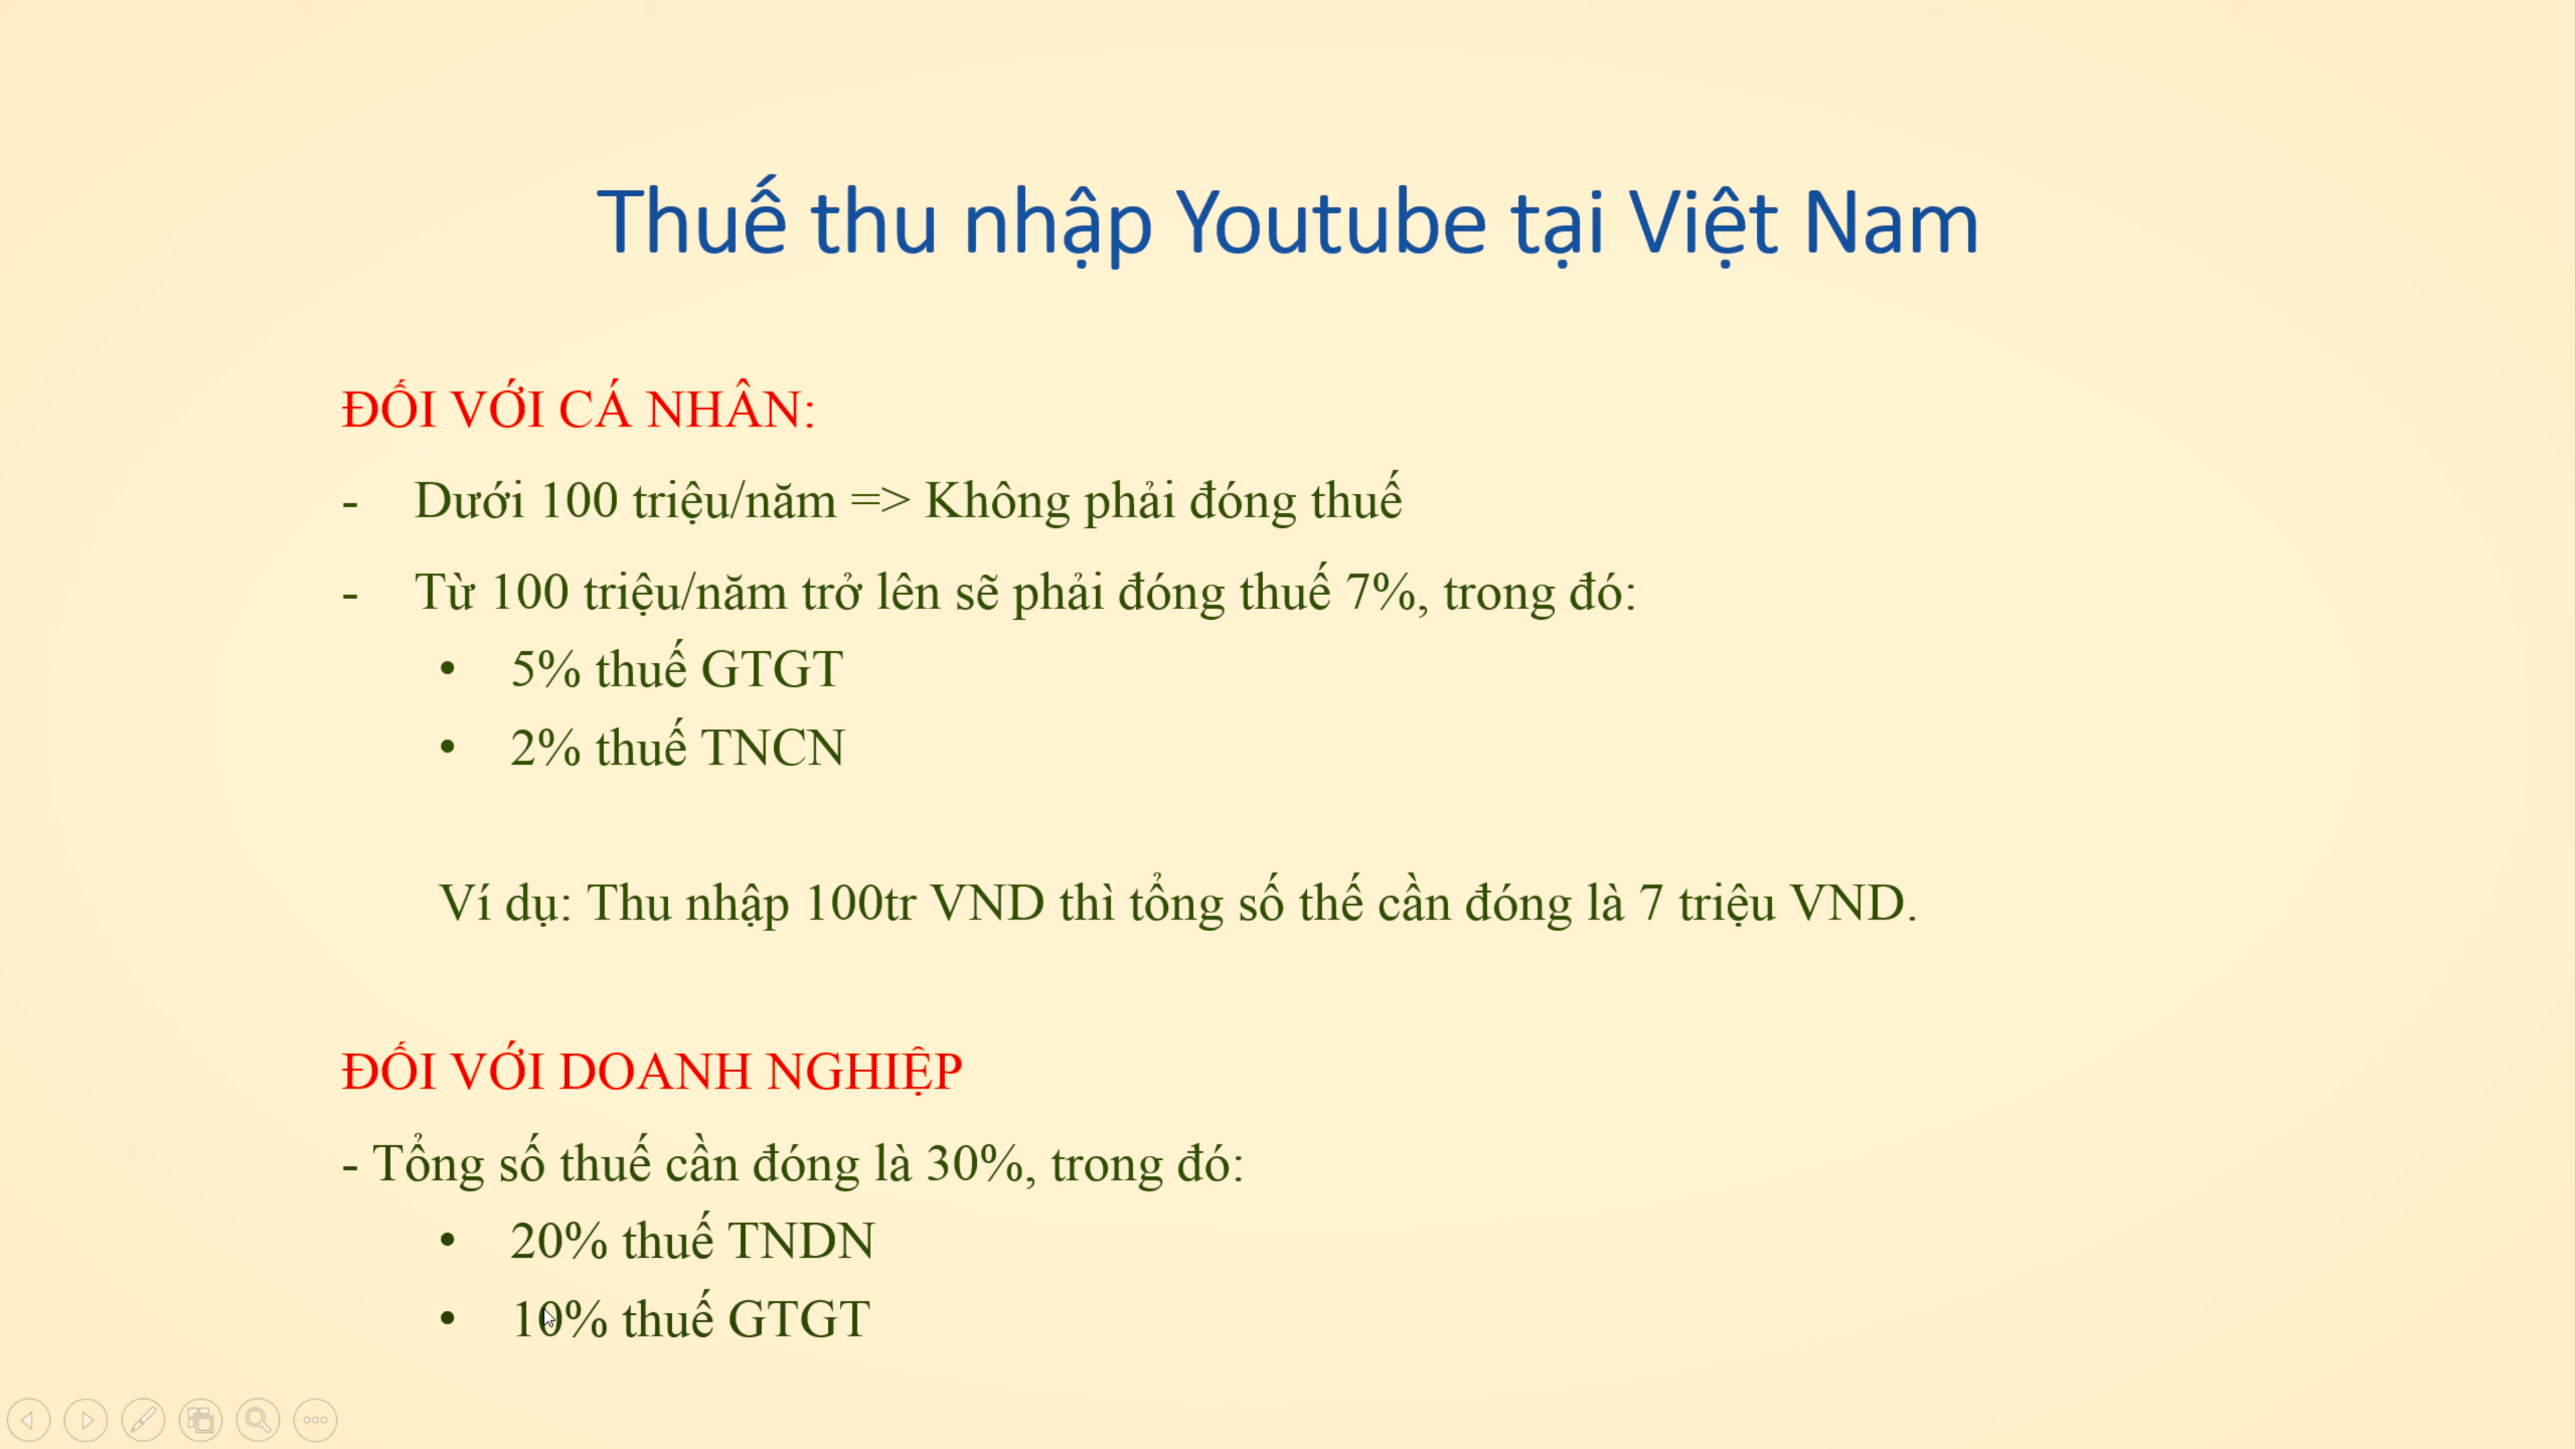 Thuế thu nhập Youtube tại Việt Nam
ĐỐI VỚI CÁ NHÂN:
- Dưới 100 triệu/năm => Không phải đóng thuế
- Từ 100 triệu/năm trở lên sẽ phải đóng thuế 7%, trong đó:
• 5% thuế GTGT
• 2% thuế TNCN
Ví dụ: Thu nhập 100tr VND thì tổng số thế cần đóng là 7 triệu VND.
ĐỐI VỚI DOANH NGHIỆP
- Tổng số thuế cần đóng là 30%, trong đó:
• 20% thuế TNDN
• 10% thuế GTGT